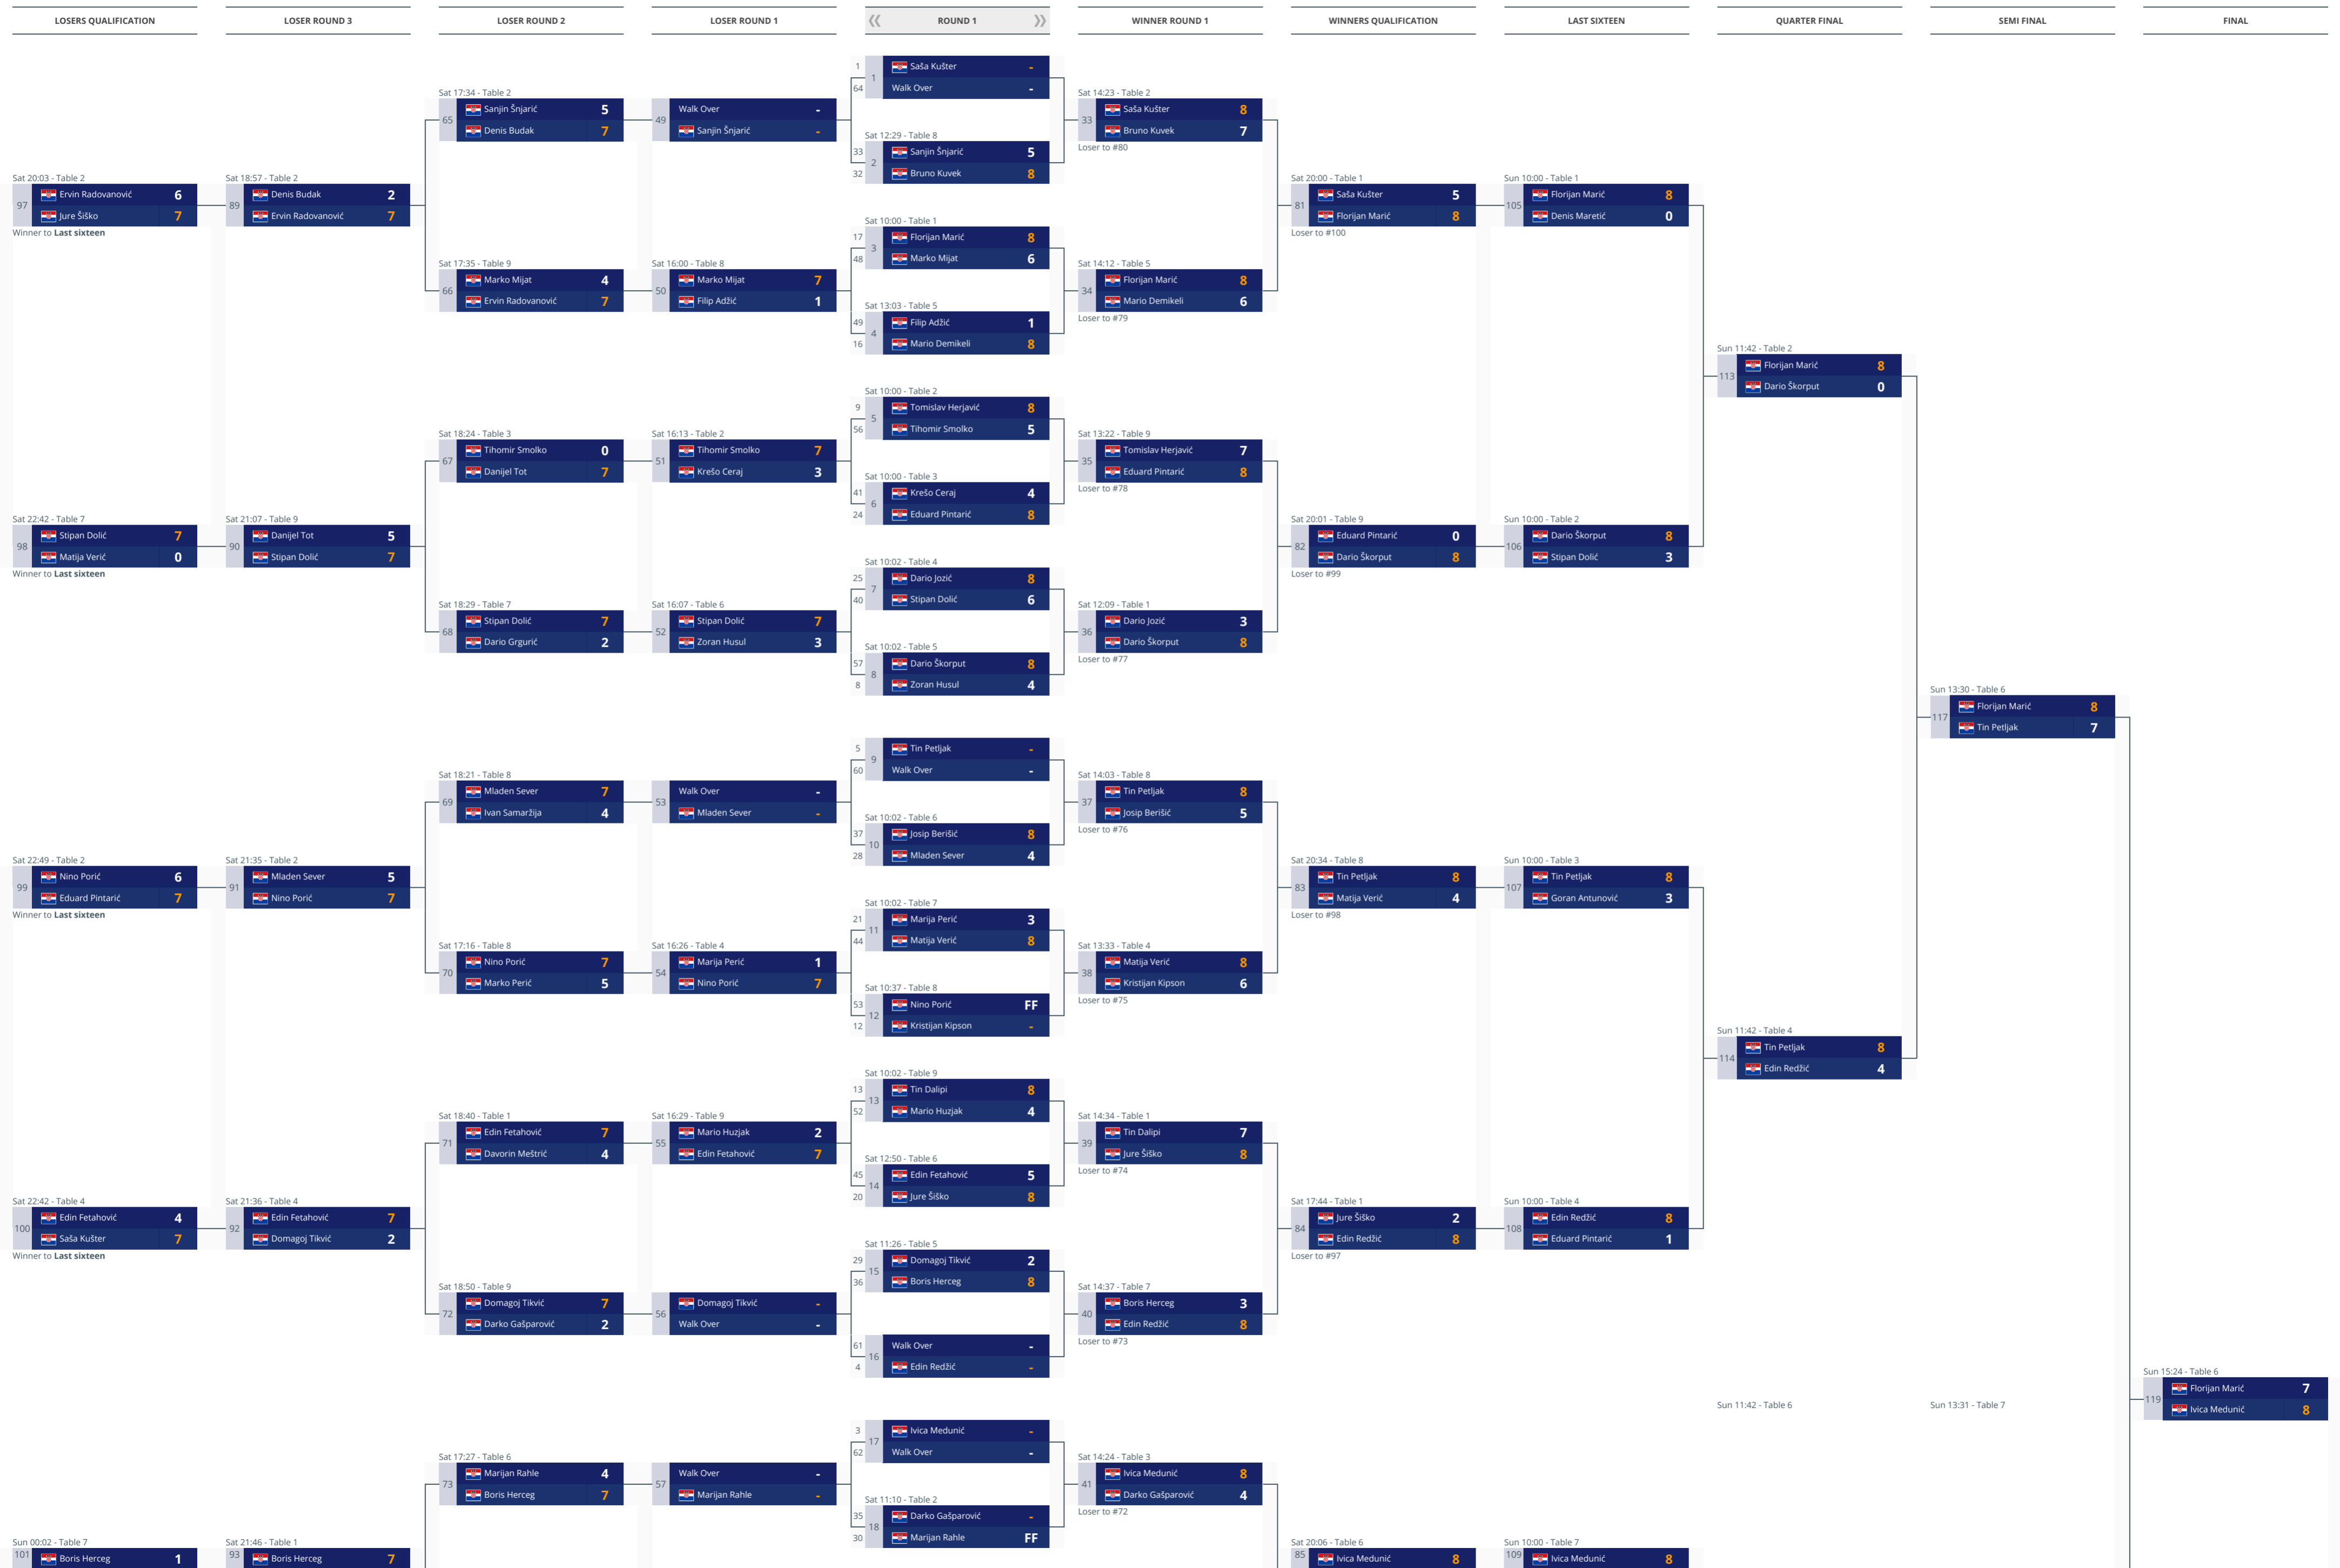 LOSERS QUALIFICATION
LOSER ROUND 3
LOSER ROUND 2
LOSER ROUND 1
ROUND 1
WINNER ROUND 1
WINNERS QUALIFICATION
LAST SIXTEEN
QUARTER FINAL
SEMI FINAL
FINAL
Sat 20:03 - Table 2
97
Ervin Radovanović 6
Jure Šiško 7
Winner to Last sixteen
Sat 22:42 - Table 7
98
Stipan Dolić 7
Matija Verić 0
Winner to Last sixteen
Sat 22:49 - Table 2
99
Nino Porić 6
Eduard Pintarić 7
Winner to Last sixteen
Sat 22:42 - Table 4
100
Edin Fetahović 4
Saša Kušter 7
Winner to Last sixteen
Sun 00:02 - Table 7
101
Boris Herceg 1
Sat 18:57 - Table 2
89
Denis Budak 2
Ervin Radovanović 7
Sat 21:07 - Table 9
90
Danijel Tot 5
Stipan Dolić 7
Sat 21:35 - Table 2
91
Mladen Sever 5
Nino Porić 7
Sat 21:36 - Table 4
92
Edin Fetahović 7
Domagoj Tikvić 2
Sat 21:46 - Table 1
93
Boris Herceg 7
Sat 17:34 - Table 2
65
Sanjin Šnjarić 5
Denis Budak 7
Sat 17:35 - Table 9
66
Marko Mijat 4
Ervin Radovanović 7
Sat 18:24 - Table 3
67
Tihomir Smolko 0
Danijel Tot 7
Sat 18:29 - Table 7
68
Stipan Dolić 7
Dario Grgurić 2
Sat 18:21 - Table 8
69
Mladen Sever 7
Ivan Samaržija 4
Sat 17:16 - Table 8
70
Nino Porić 7
Marko Perić 5
Sat 18:40 - Table 1
71
Edin Fetahović 7
Davorin Meštrić 4
Sat 18:50 - Table 9
72
Domagoj Tikvić 7
Darko Gašparović 2
Sat 17:27 - Table 6
73
Marijan Rahle 4
Boris Herceg 7
49
Walk Over -
Sanjin Šnjarić -
Sat 16:00 - Table 8
50
Marko Mijat 7
Filip Adžić 1
Sat 16:13 - Table 2
51
Tihomir Smolko 7
Krešo Ceraj 3
Sat 16:07 - Table 6
52
Stipan Dolić 7
Zoran Husul 3
53
Walk Over -
Mladen Sever -
Sat 16:26 - Table 4
54
Marija Perić 1
Nino Porić 7
Sat 16:29 - Table 9
55
Mario Huzjak 2
Edin Fetahović 7
56
Domagoj Tikvić -
Walk Over -
57
Walk Over -
Marijan Rahle -
1
1 Saša Kušter -
64 Walk Over -
Sat 12:29 - Table 8
2
33 Sanjin Šnjarić 5
32 Bruno Kuvek 8
Sat 10:00 - Table 1
3
17 Florijan Marić 8
48 Marko Mijat 6
Sat 13:03 - Table 5
4
49 Filip Adžić 1
16 Mario Demikeli 8
Sat 10:00 - Table 2
5
9 Tomislav Herjavić 8
56 Tihomir Smolko 5
Sat 10:00 - Table 3
6
41 Krešo Ceraj 4
24 Eduard Pintarić 8
Sat 10:02 - Table 4
7
25 Dario Jozić 8
40 Stipan Dolić 6
Sat 10:02 - Table 5
8
57 Dario Škorput 8
8 Zoran Husul 4
9
5 Tin Petljak -
60 Walk Over -
Sat 10:02 - Table 6
10
37 Josip Berišić 8
28 Mladen Sever 4
Sat 10:02 - Table 7
11
21 Marija Perić 3
44 Matija Verić 8
Sat 10:37 - Table 8
12
53 Nino Porić FF
12 Kristijan Kipson -
Sat 10:02 - Table 9
13
13 Tin Dalipi 8
52 Mario Huzjak 4
Sat 12:50 - Table 6
14
45 Edin Fetahović 5
20 Jure Šiško 8
Sat 11:26 - Table 5
15
29 Domagoj Tikvić 2
36 Boris Herceg 8
16
61 Walk Over -
4 Edin Redžić -
17
3 Ivica Medunić -
62 Walk Over -
Sat 11:10 - Table 2
18
35 Darko Gašparović -
30 Marijan Rahle FF
Sat 14:23 - Table 2
33
Saša Kušter 8
Bruno Kuvek 7
Loser to #80
Sat 14:12 - Table 5
34
Florijan Marić 8
Mario Demikeli 6
Loser to #79
Sat 13:22 - Table 9
35
Tomislav Herjavić 7
Eduard Pintarić 8
Loser to #78
Sat 12:09 - Table 1
36
Dario Jozić 3
Dario Škorput 8
Loser to #77
Sat 14:03 - Table 8
37
Tin Petljak 8
Josip Berišić 5
Loser to #76
Sat 13:33 - Table 4
38
Matija Verić 8
Kristijan Kipson 6
Loser to #75
Sat 14:34 - Table 1
39
Tin Dalipi 7
Jure Šiško 8
Loser to #74
Sat 14:37 - Table 7
40
Boris Herceg 3
Edin Redžić 8
Loser to #73
Sat 14:24 - Table 3
41
Ivica Medunić 8
Darko Gašparović 4
Loser to #72
Sat 20:00 - Table 1
81
Saša Kušter 5
Florijan Marić 8
Loser to #100
Sat 20:01 - Table 9
82
Eduard Pintarić 0
Dario Škorput 8
Loser to #99
Sat 20:34 - Table 8
83
Tin Petljak 8
Matija Verić 4
Loser to #98
Sat 17:44 - Table 1
84
Jure Šiško 2
Edin Redžić 8
Loser to #97
Sat 20:06 - Table 6
85
Ivica Medunić 8
Sun 10:00 - Table 1
105
Florijan Marić 8
Denis Maretić 0
Sun 10:00 - Table 2
106
Dario Škorput 8
Stipan Dolić 3
Sun 10:00 - Table 3
107
Tin Petljak 8
Goran Antunović 3
Sun 10:00 - Table 4
108
Edin Redžić 8
Eduard Pintarić 1
Sun 10:00 - Table 7
109
Ivica Medunić 8
Sun 11:42 - Table 2
113
Florijan Marić 8
Dario Škorput 0
Sun 11:42 - Table 4
114
Tin Petljak 8
Edin Redžić 4
Sun 11:42 - Table 6
Sun 13:30 - Table 6
117
Florijan Marić 8
Tin Petljak 7
Sun 13:31 - Table 7
Sun 15:24 - Table 6
119
Florijan Marić 7
Ivica Medunić 8